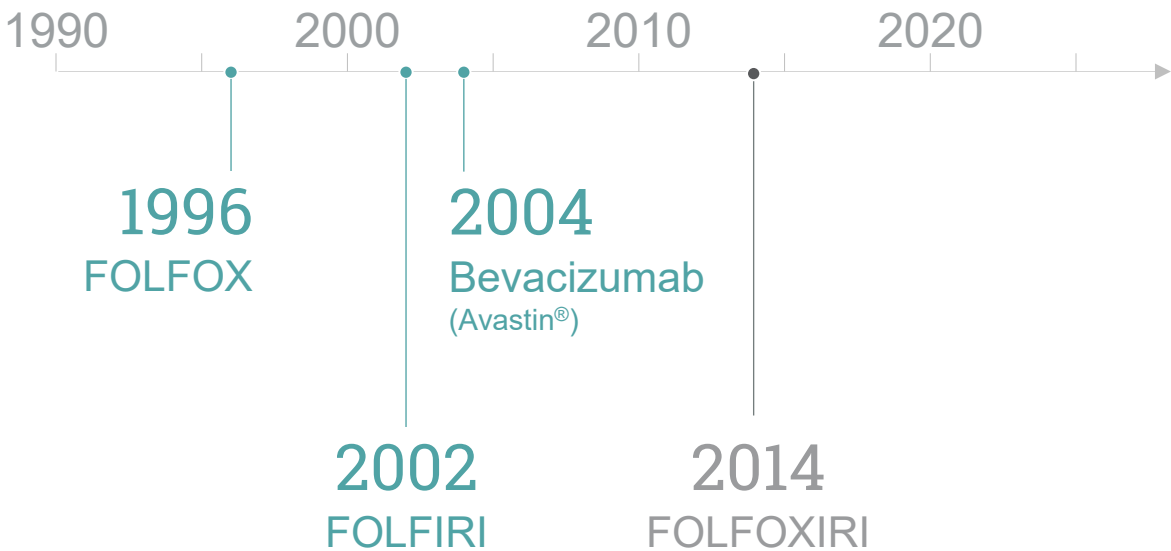 1990 2000 2010 2020
1996
FOLFOX
2004
Bevacizumab
(Avastin®)
2002
FOLFIRI
2014
FOLFOXIRI